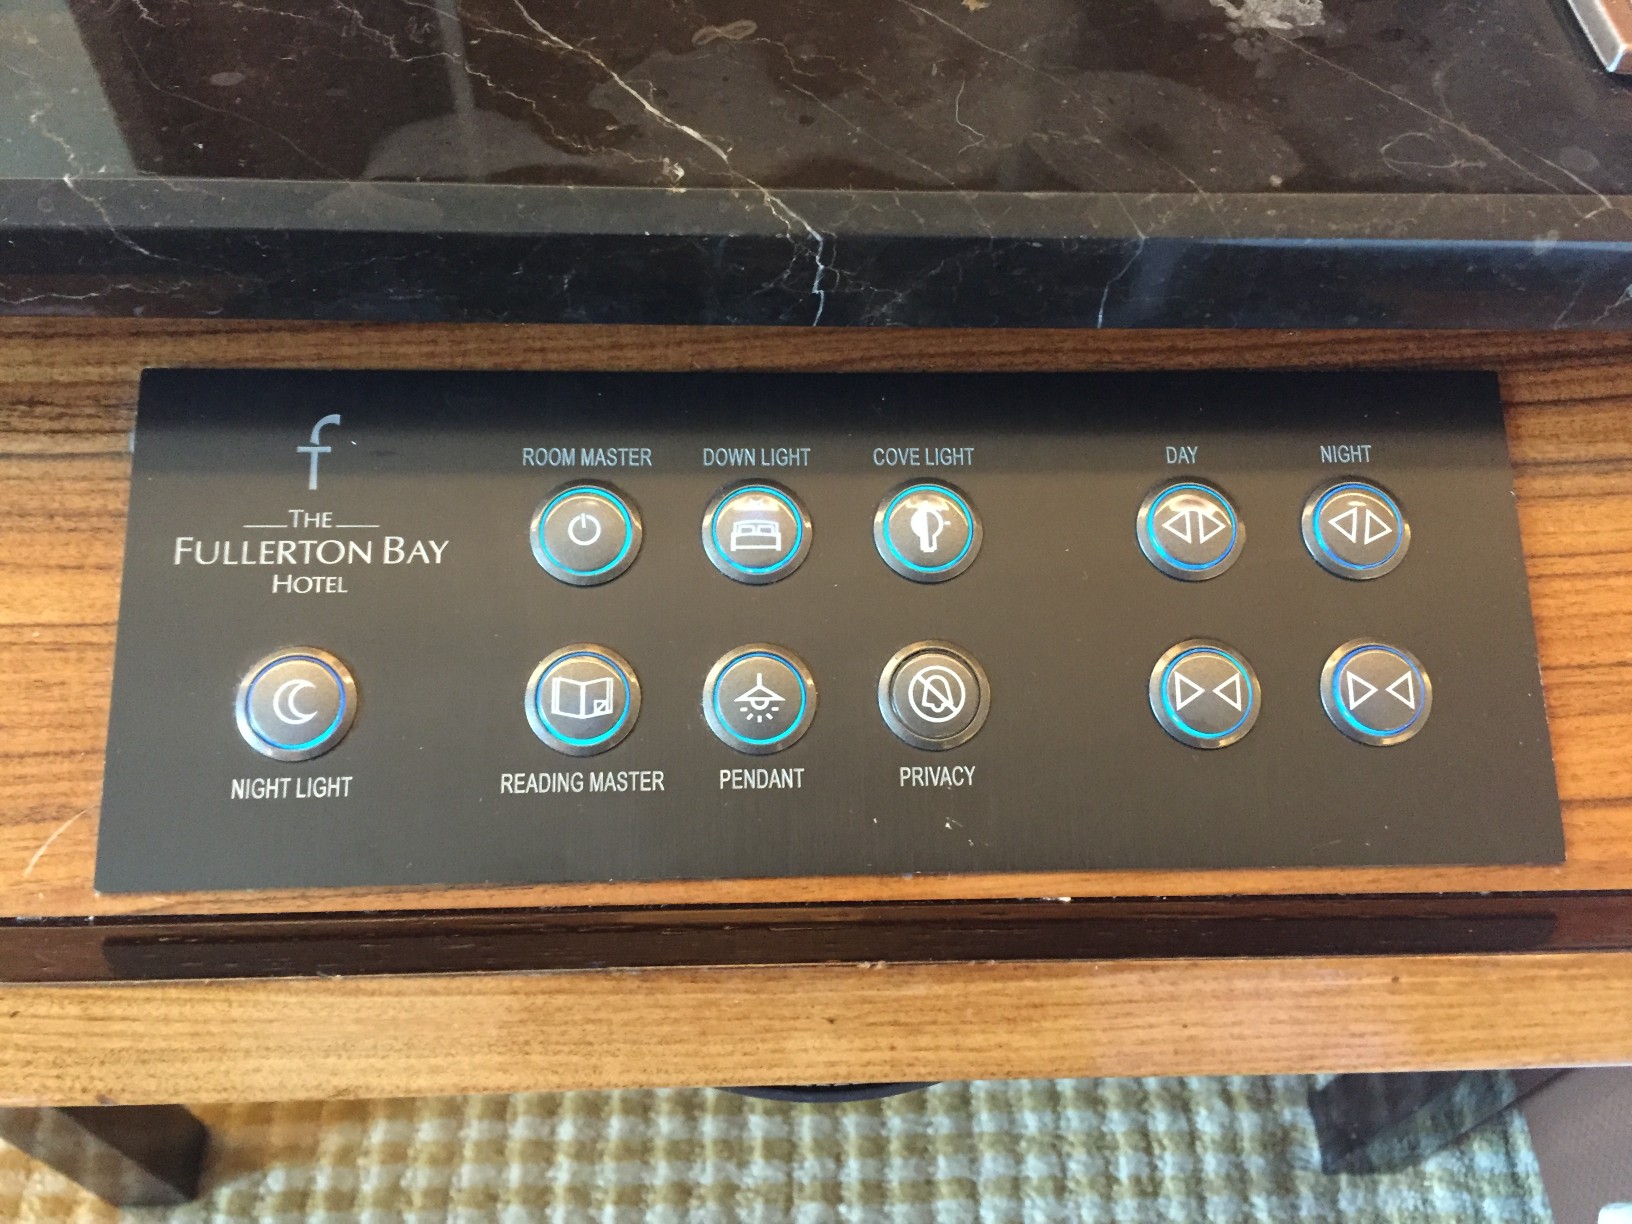 f
THE
FULLERTON BAY
HOTEL
ROOM MASTER
DOWN LIGHT
COVE LIGHT
DAY
NIGHT
NIGHT LIGHT
READING MASTER
PENDANT
PRIVACY